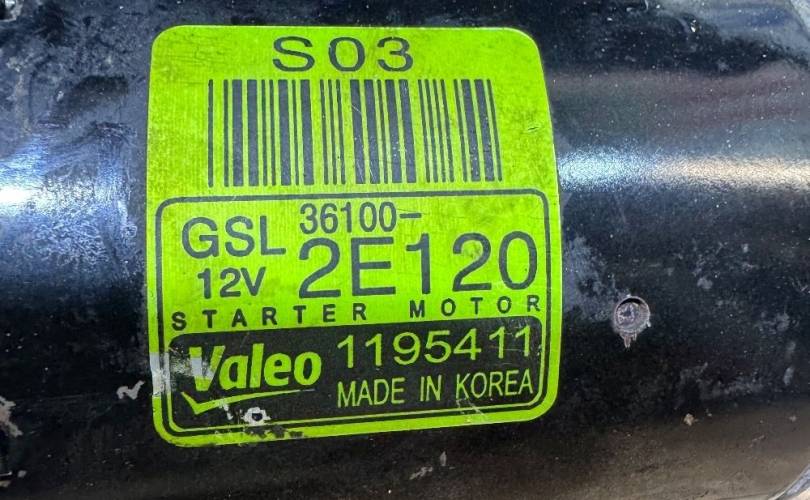 S03
GSL 36100-
12V 2E120
STARTER MOTOR
Valeo 1195411
MADE IN KOREA